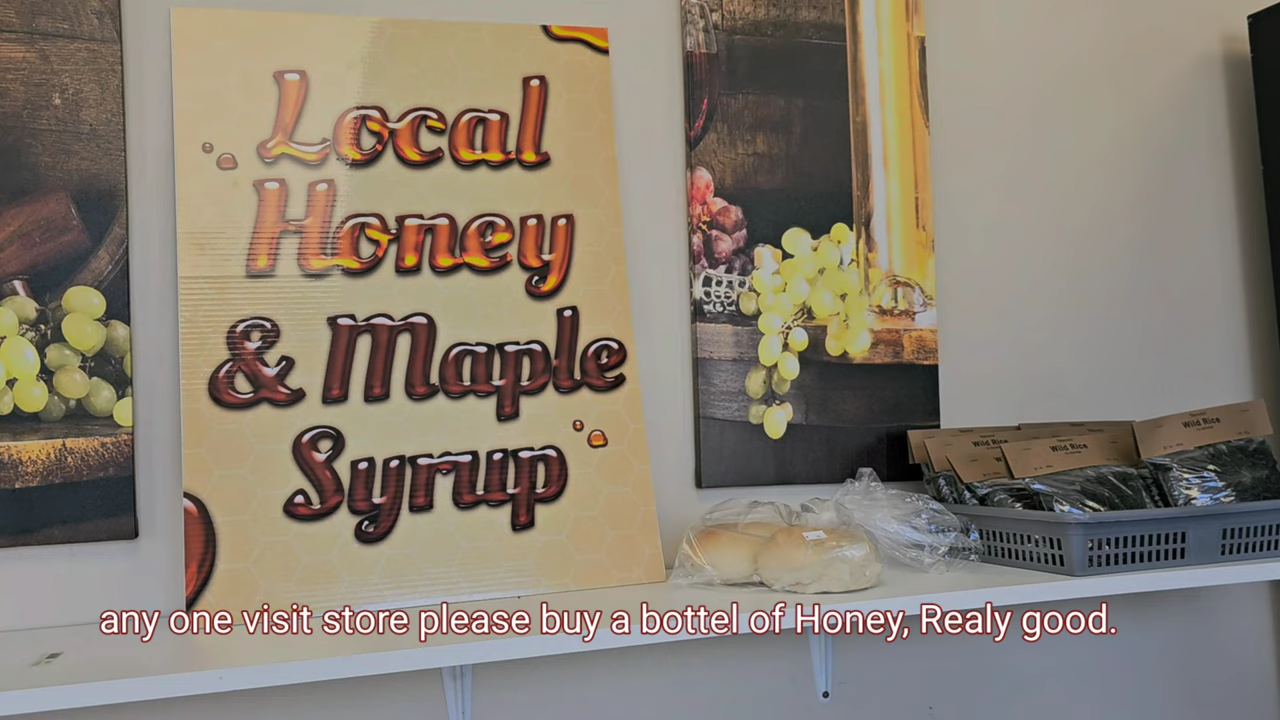 Local
Honey
& Maple
Syrup
Wild Rice
Wild Rice
Wild Rice
any one visit store please buy a bottel of Honey, Realy good.